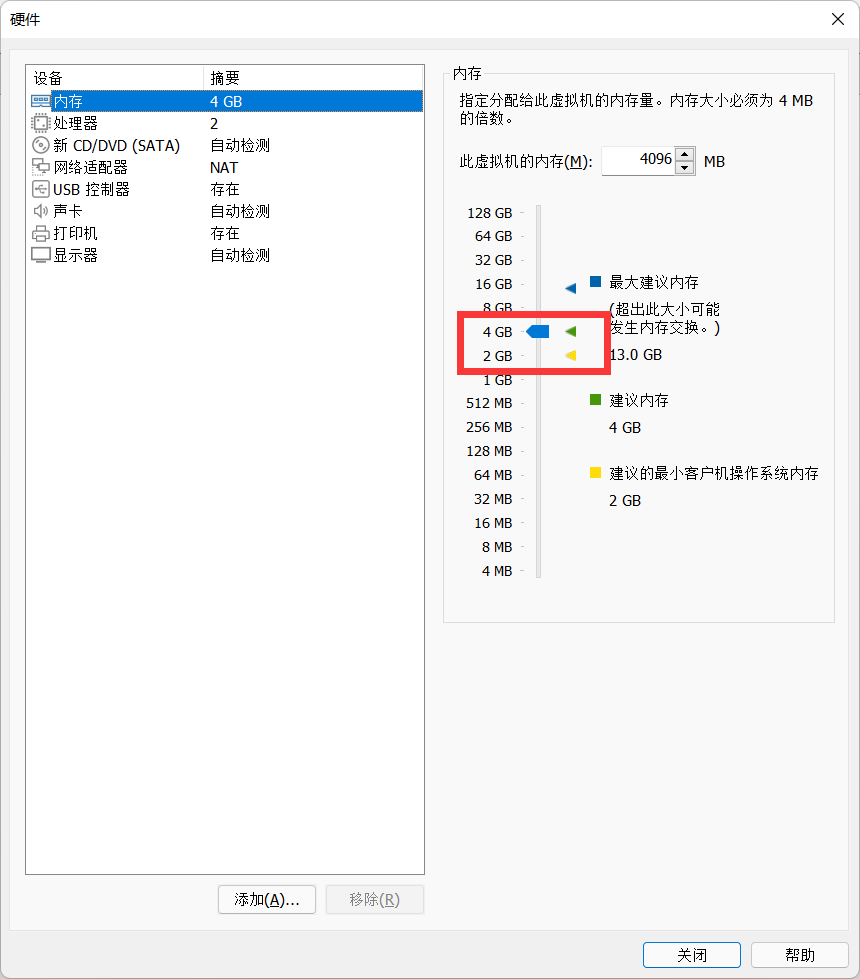 硬件
设备 摘要
内存 4 GB
处理器 2
新 CD/DVD (SATA) 自动检测
网络适配器 NAT
USB 控制器 存在
声卡 自动检测
打印机 存在
显示器 自动检测
添加(A)... 移除(R)
内存
指定分配给此虚拟机的内存量。内存大小必须为 4 MB
的倍数。
此虚拟机的内存(M): 4096 MB
128 GB
64 GB
32 GB
16 GB
8 GB
4 GB
2 GB
1 GB
512 MB
256 MB
128 MB
64 MB
32 MB
16 MB
8 MB
4 MB
最大建议内存
(超出此大小可能
发生内存交换。)
13.0 GB
建议内存
4 GB
建议的最小客户机操作系统内存
2 GB
关闭 帮助